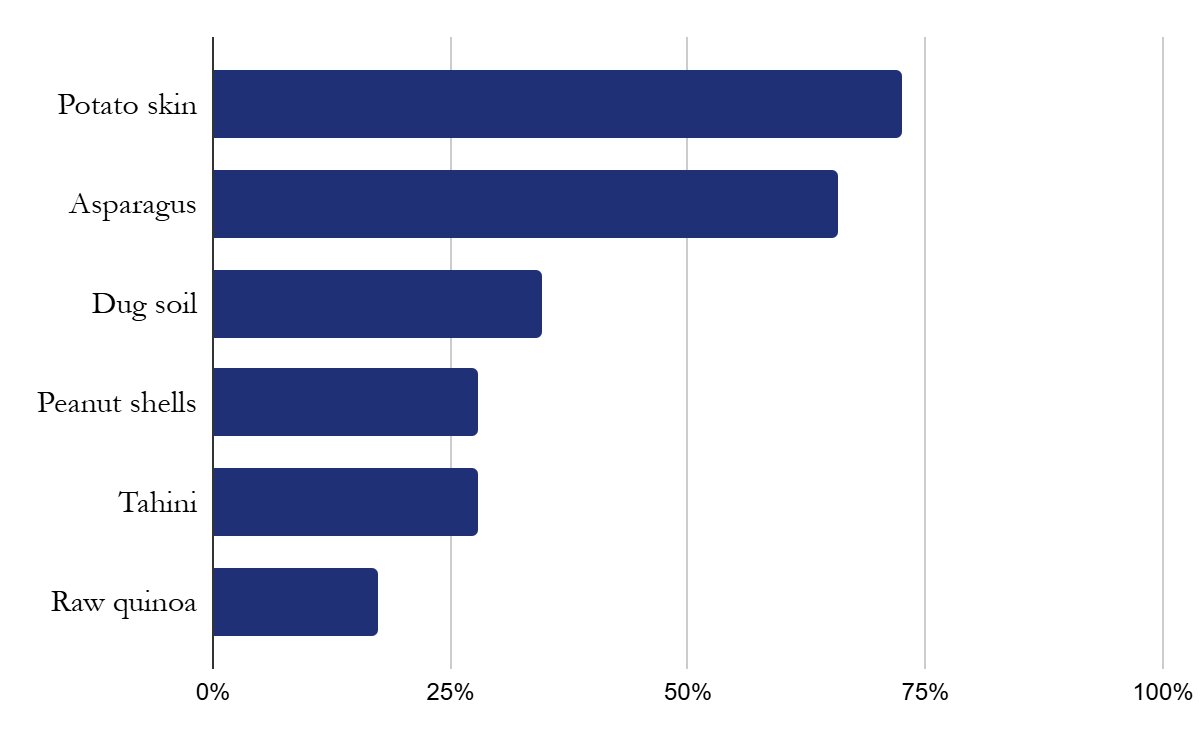 Potato skin
Asparagus
Dug soil
Peanut shells
Tahini
Raw quinoa
0% 25% 50% 75% 100%